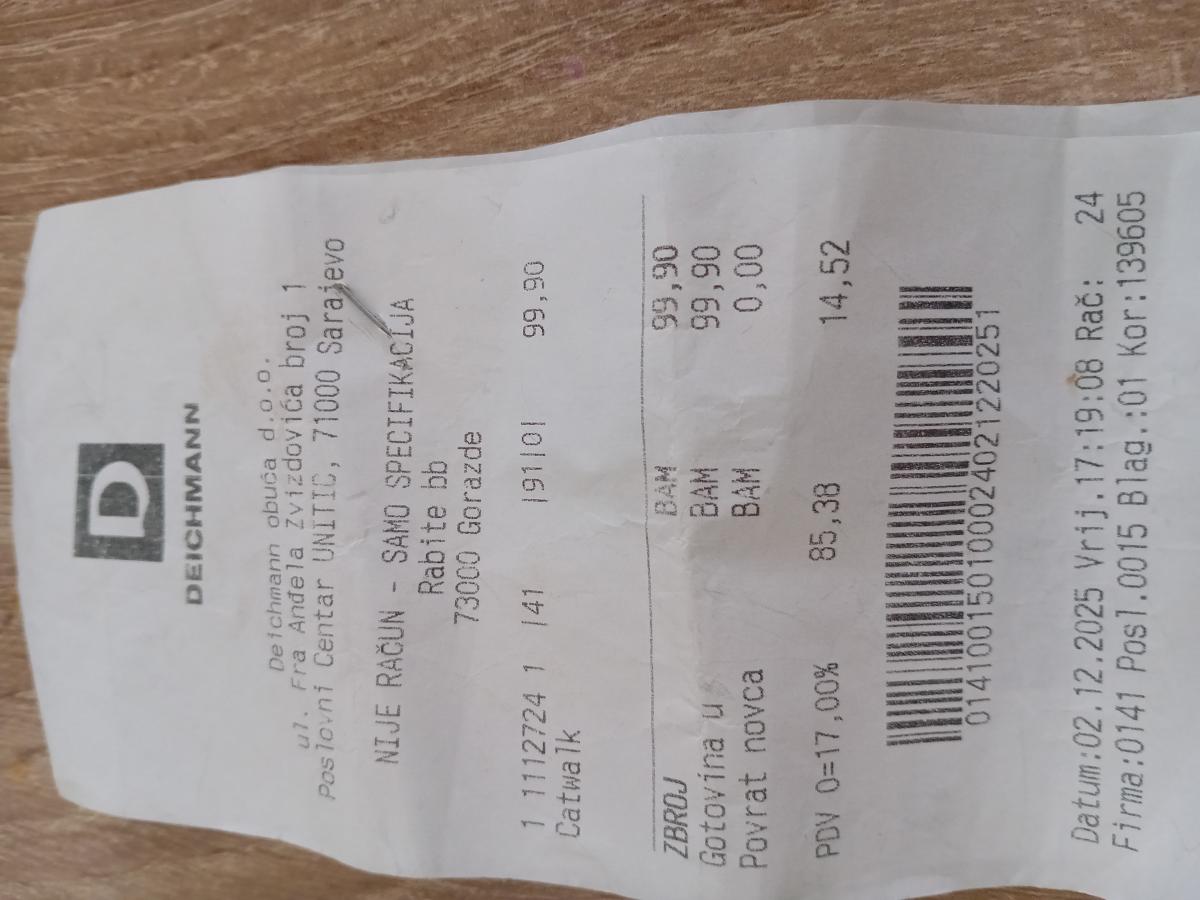 D
DEICHMANN
Deichmann obuća d.o.o.
ul. Fra Anđela Zvizdovića broj 1
Poslovni Centar UNITIC, 71000 Sarajevo
NIJE RAČUN - SAMO SPECIFIKACIJA
Rabite bb
73000 Gorazde
1 1112724 1 |41 |91|0| 99,90
Catwalk
ZBROJ BAM 99,90
Gotovina u BAM 99,90
Povrat novca BAM 0,00
PDV 0=17,00% 85,38 14,52
014100150100024021220251
Datum:02.12.2025 Vrij.17:19:08 Rač: 24
Firma:0141 Posl.0015 Blag.:01 Kor:139605